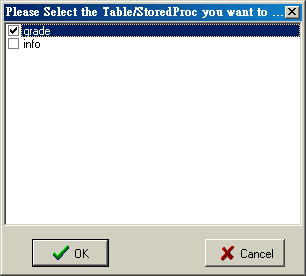 Please Select the Table/StoredProc you want to ...
grade
info
OK
Cancel